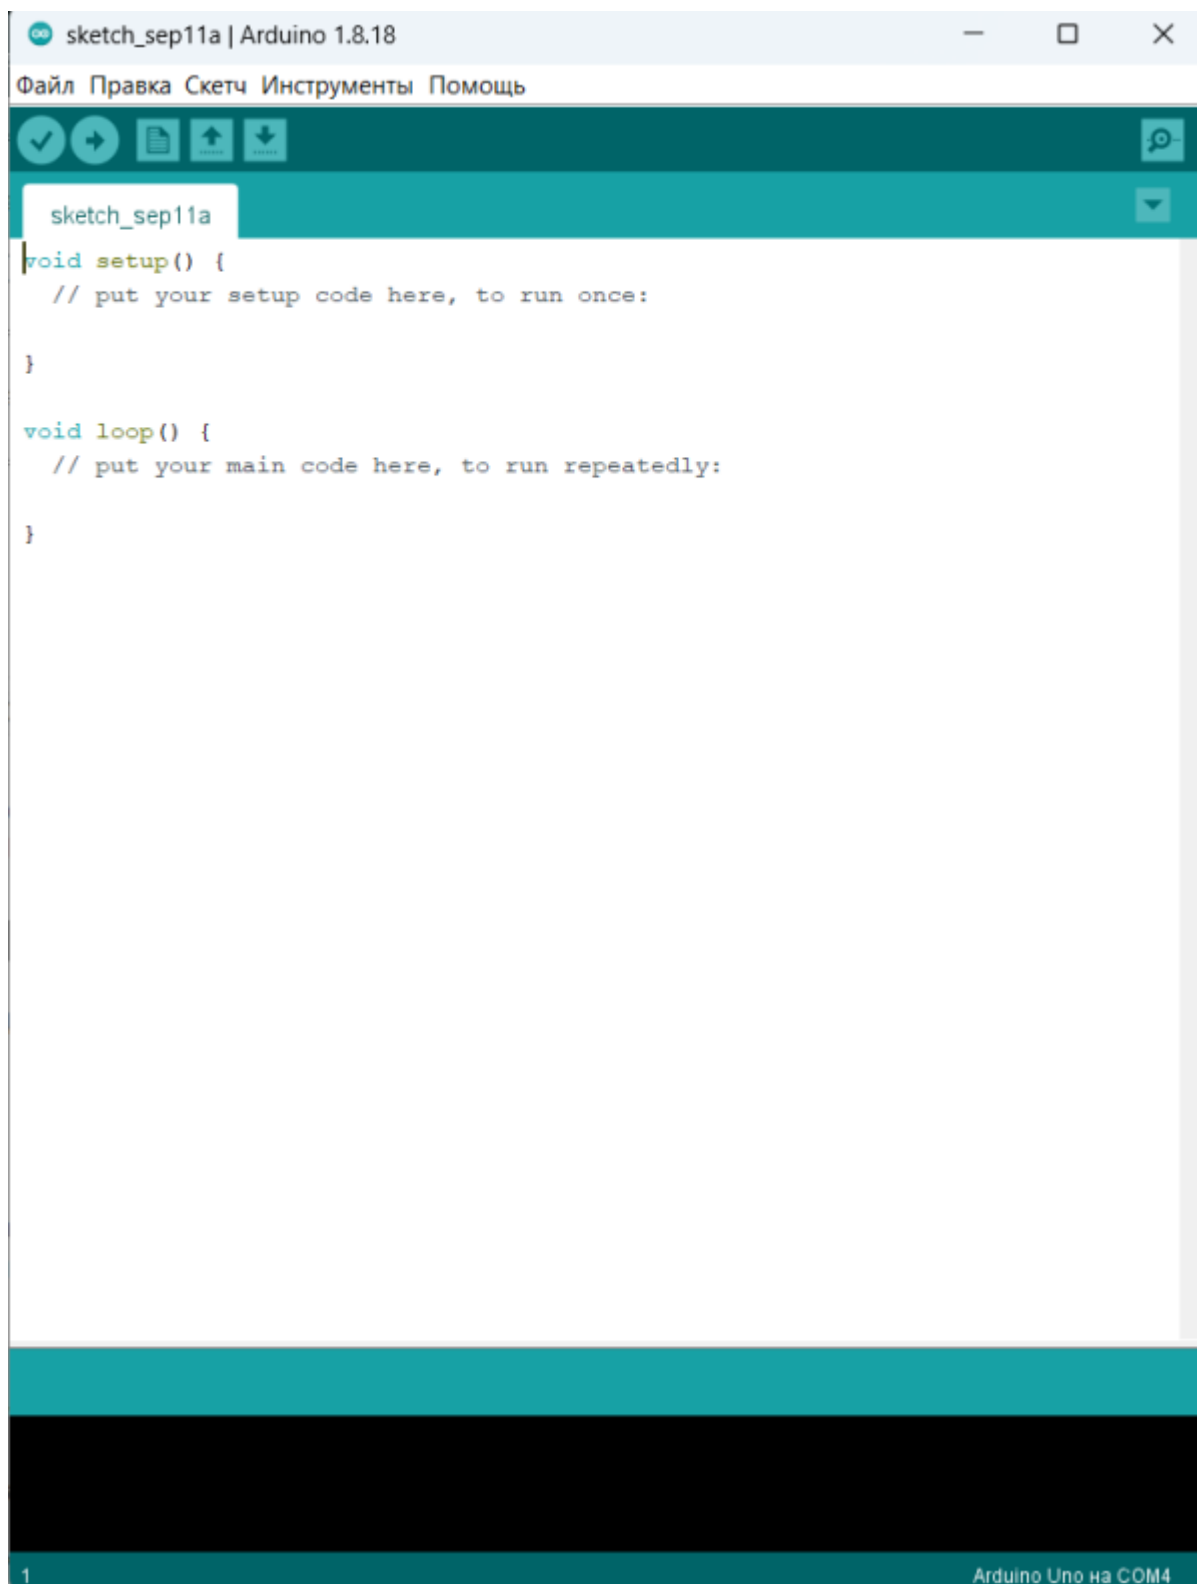 sketch_sep11a | Arduino 1.8.18
Файл Правка Скетч Инструменты Помощь
sketch_sep11a
void setup() {
  // put your setup code here, to run once:
}
void loop() {
  // put your main code here, to run repeatedly:
}
1
Arduino Uno на COM4